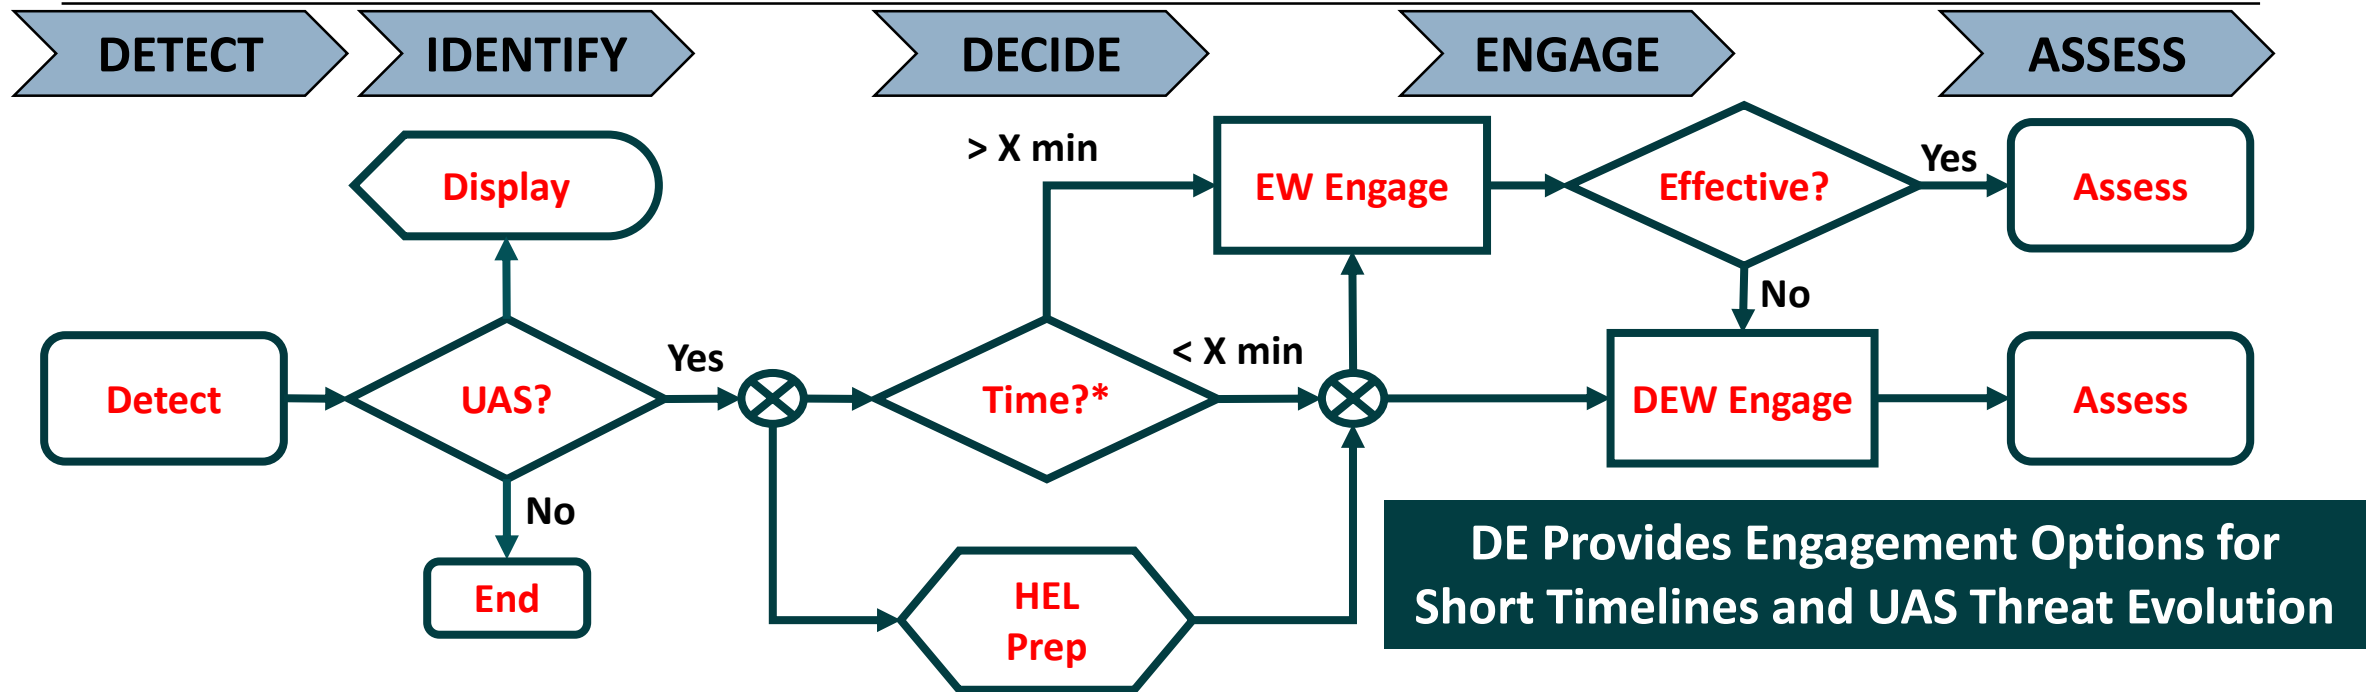 DETECT
IDENTIFY
DECIDE
ENGAGE
ASSESS
Display
> X min
EW Engage
Effective?
Yes
Assess
No
Detect
UAS?
Yes
Time?*
< X min
DEW Engage
Assess
No
End
HEL
Prep
DE Provides Engagement Options for
Short Timelines and UAS Threat Evolution